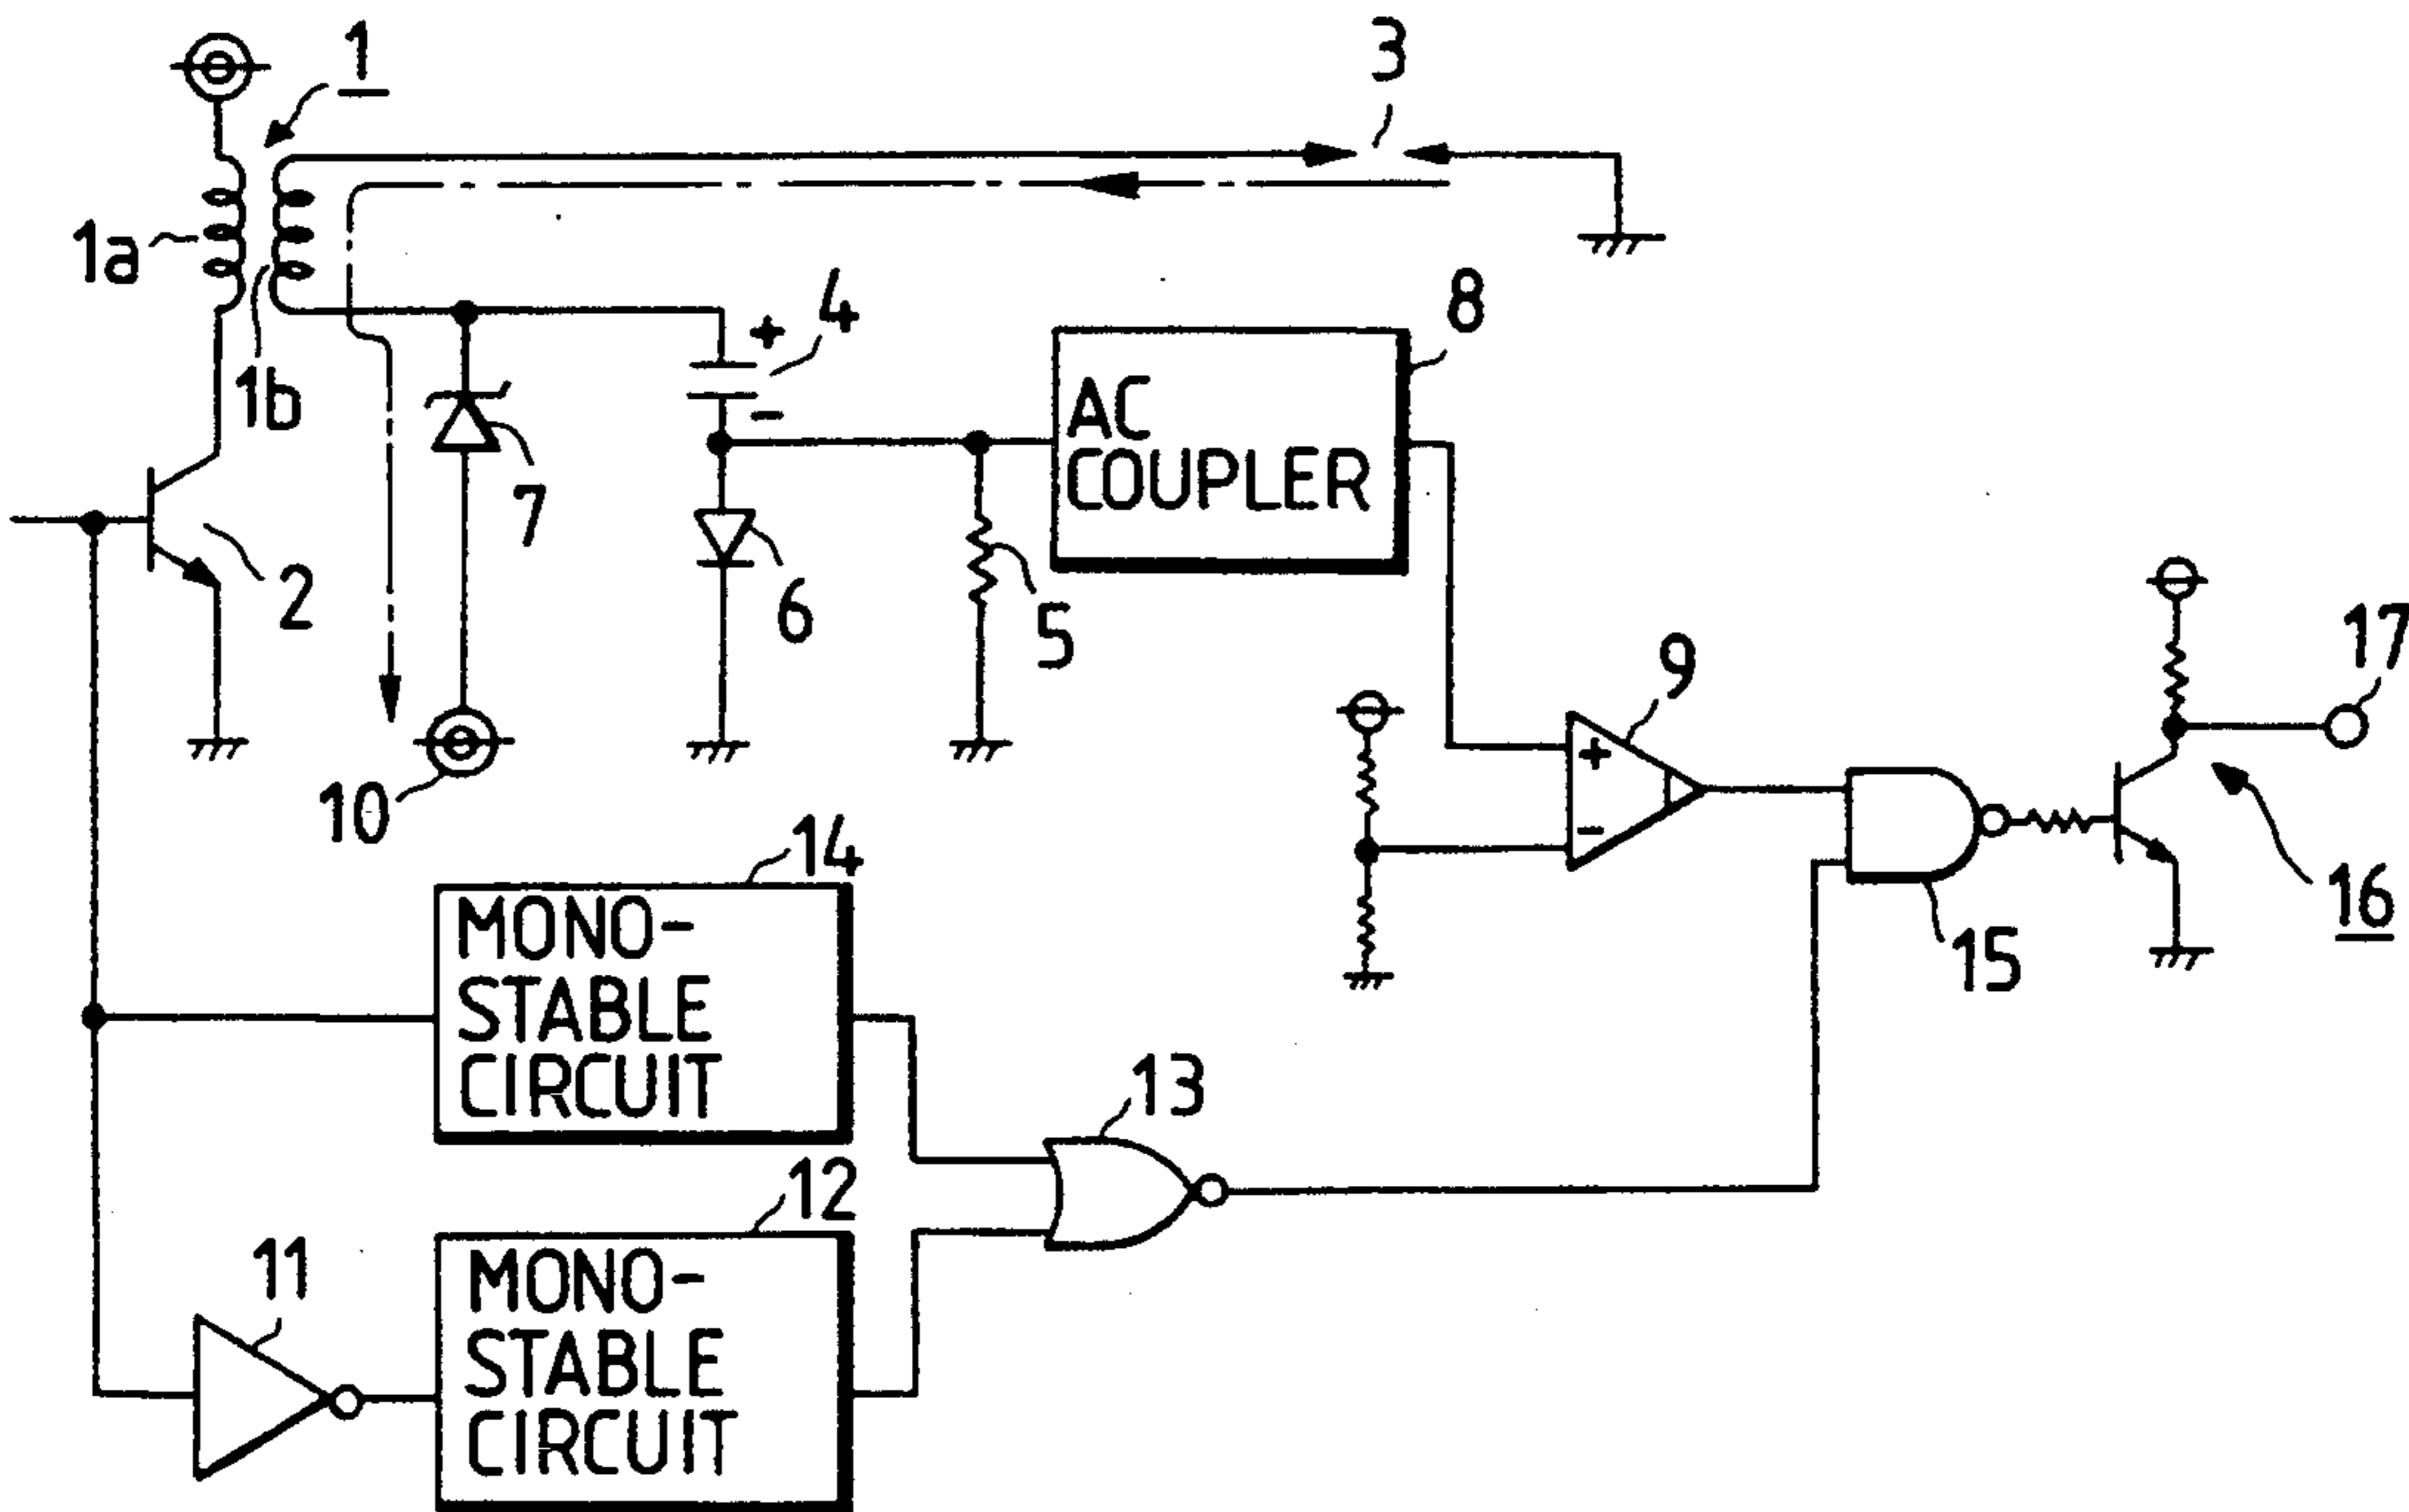 1
3
1a
1b
4
+
-
8
AC
COUPLER
7
2
6
5
10
9
+
-
17
16
15
14
MONO-
STABLE
CIRCUIT
13
12
11
MONO-
STABLE
CIRCUIT